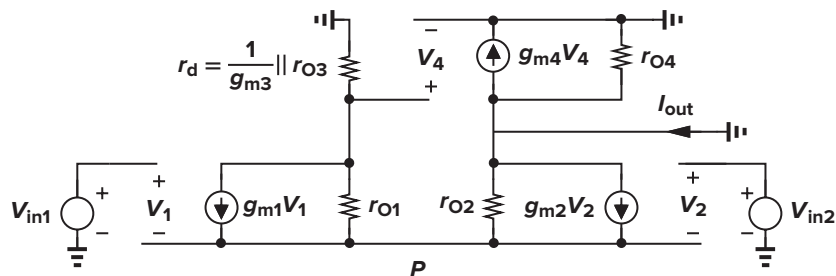 −
r_d = 1/g_m3 || r_O3
V_4
+
g_m4V_4
r_O4
I_out
V_in1
+
−
+
V_1
−
g_m1V_1
r_O1
r_O2
g_m2V_2
+
V_2
−
+
−
V_in2
P